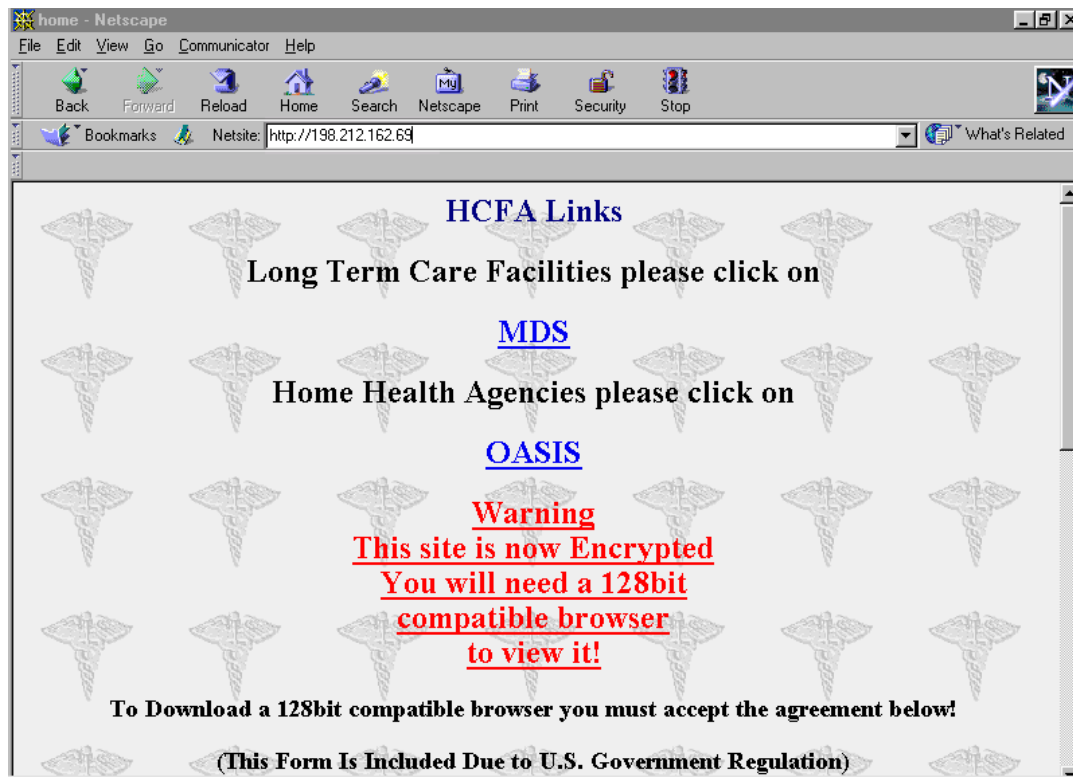 home - Netscape
File Edit View Go Communicator Help
Back Forward Reload Home Search Netscape Print Security Stop
My
N
Bookmarks Netsite: http://198.212.162.69 What's Related
HCFA Links
Long Term Care Facilities please click on
MDS
Home Health Agencies please click on
OASIS
Warning
This site is now Encrypted
You will need a 128bit
compatible browser
to view it!
To Download a 128bit compatible browser you must accept the agreement below!
(This Form Is Included Due to U.S. Government Regulation)